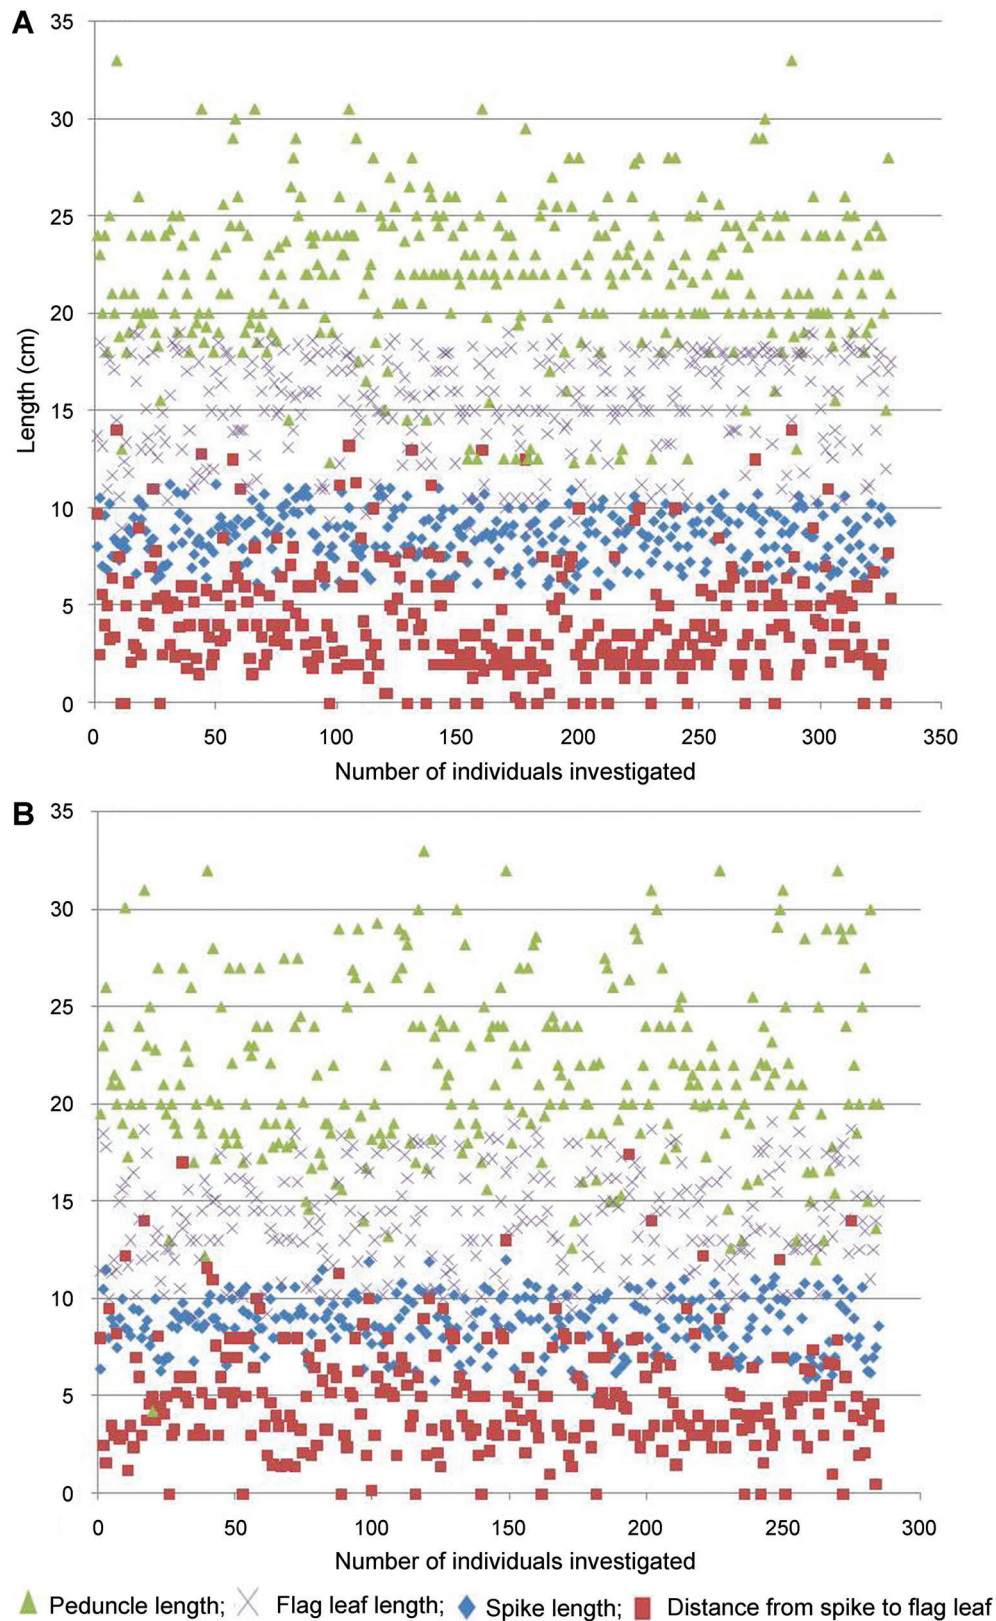 A
35
30
25
20
15
10
5
0
Length (cm)
0 50 100 150 200 250 300 350
Number of individuals investigated
B
35
30
25
20
15
10
5
0
0 50 100 150 200 250 300
Number of individuals investigated
Peduncle length; Flag leaf length; Spike length; Distance from spike to flag leaf